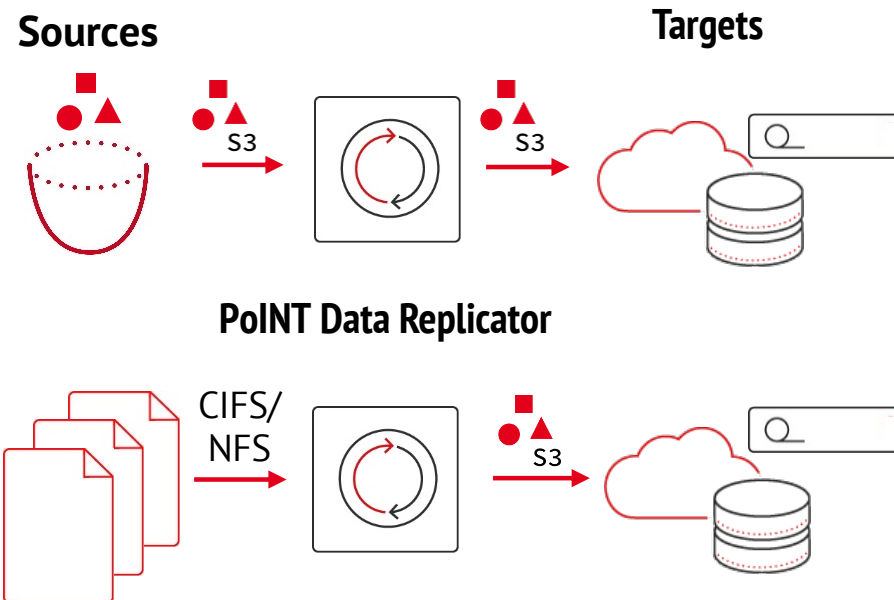 Sources
Targets
S3
S3
PoINT Data Replicator
CIFS/
NFS
S3